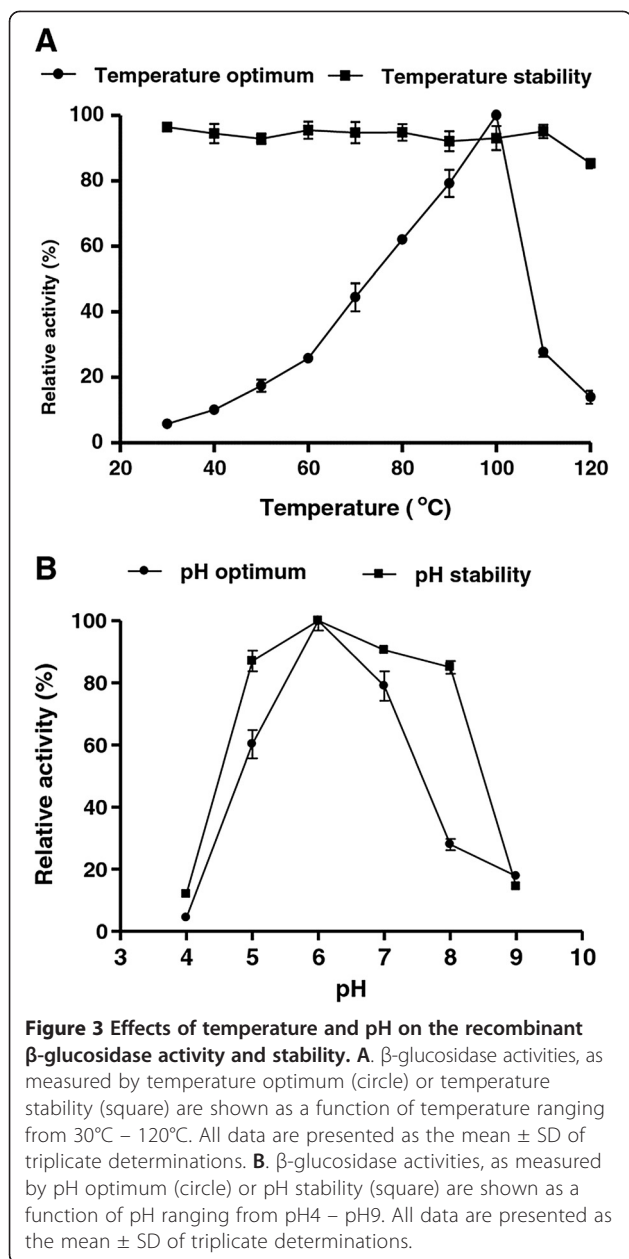 A
Temperature optimum Temperature stability
100
80
60
40
20
0
Relative activity (%)
20 40 60 80 100 120
Temperature (°C)
B
pH optimum pH stability
100
80
60
40
20
0
Relative activity (%)
3 4 5 6 7 8 9 10
pH
Figure 3 Effects of temperature and pH on the recombinant
β-glucosidase activity and stability. A. β-glucosidase activities, as
measured by temperature optimum (circle) or temperature
stability (square) are shown as a function of temperature ranging
from 30°C – 120°C. All data are presented as the mean ± SD of
triplicate determinations. B. β-glucosidase activities, as measured
by pH optimum (circle) or pH stability (square) are shown as a
function of pH ranging from pH4 – pH9. All data are presented as
the mean ± SD of triplicate determinations.